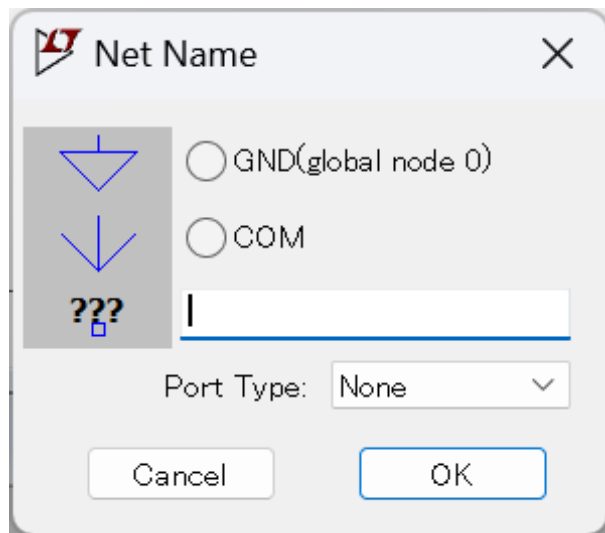 Net Name
GND(global node 0)
COM
???
Port Type: None
Cancel OK